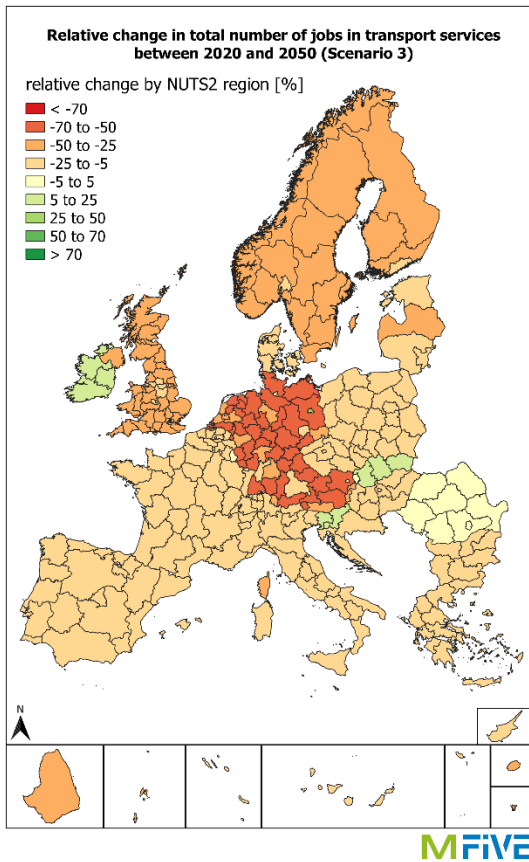 Relative change in total number of jobs in transport services
between 2020 and 2050 (Scenario 3)
relative change by NUTS2 region [%]
< -70
-70 to -50
-50 to -25
-25 to -5
-5 to 5
5 to 25
25 to 50
50 to 70
> 70
N
MFIVE